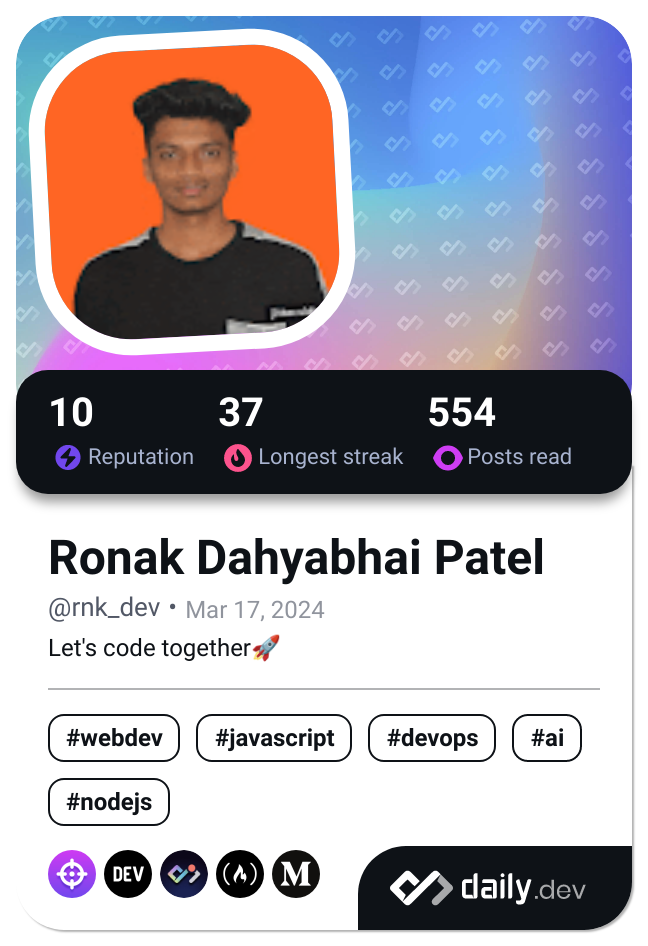 10 37 554
Reputation Longest streak Posts read
Ronak Dahyabhai Patel
@rnk_dev • Mar 17, 2024
Let's code together🚀
#webdev #javascript #devops #ai
#nodejs
DEV M
daily.dev